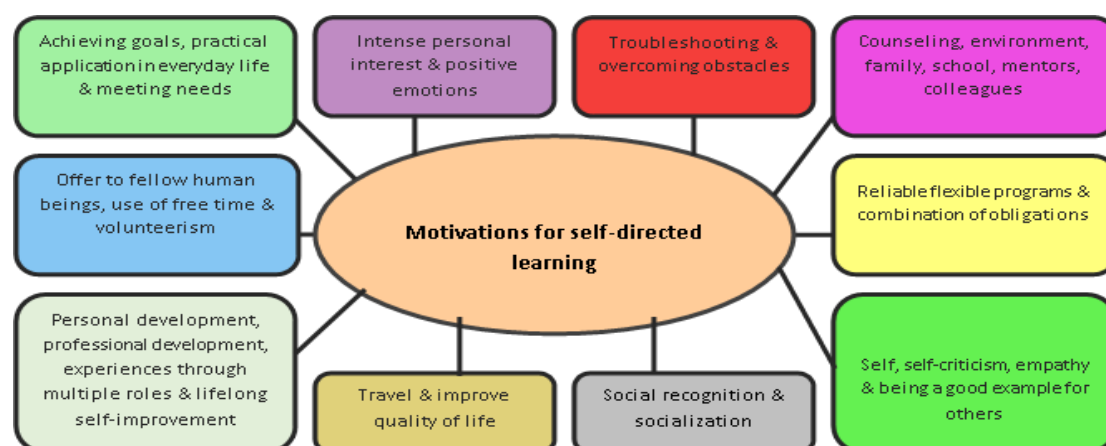 Achieving goals, practical
application in everyday life
& meeting needs
Intense personal
interest & positive
emotions
Troubleshooting &
overcoming obstacles
Counseling, environment,
family, school, mentors,
colleagues
Offer to fellow human
beings, use of free time &
volunteerism
Motivations for self-directed
learning
Reliable flexible programs &
combination of obligations
Personal development,
professional development,
experiences through
multiple roles & lifelong
self-improvement
Travel & improve
quality of life
Social recognition &
socialization
Self, self-criticism, empathy
& being a good example for
others